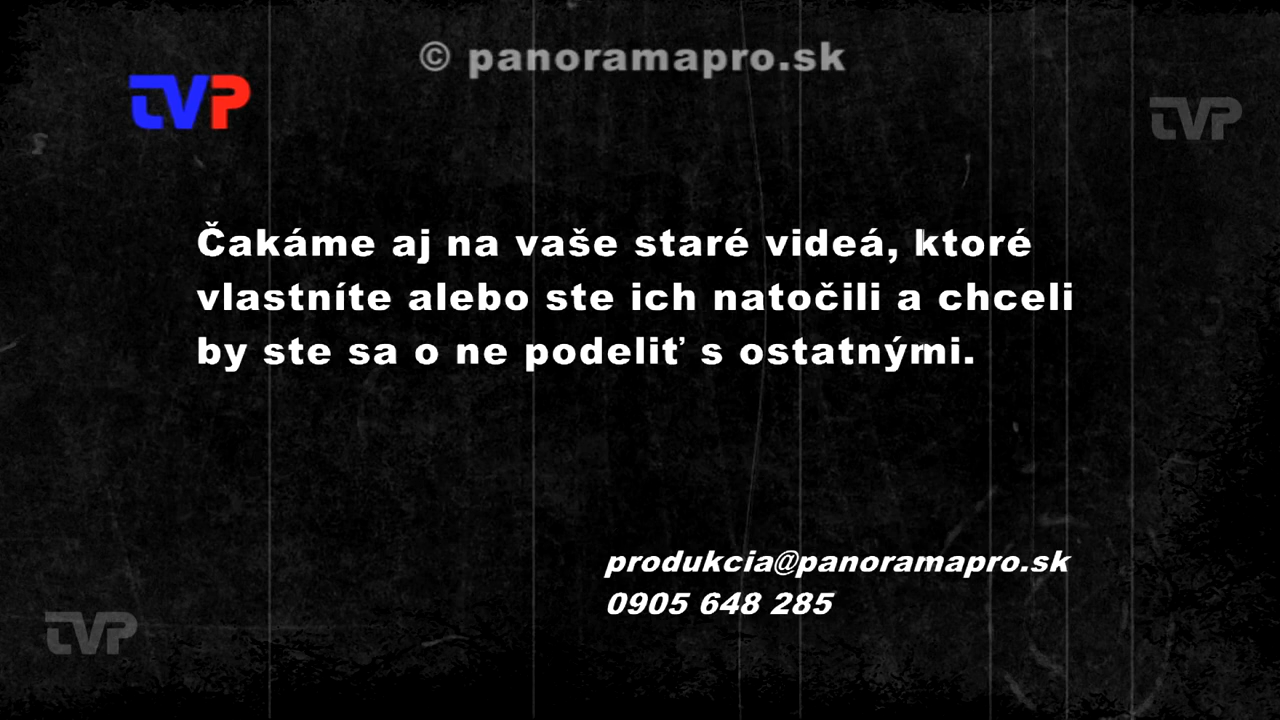 © panoramapro.sk
TVP
TVP
Čakáme aj na vaše staré videá, ktoré
vlastníte alebo ste ich natočili a chceli
by ste sa o ne podeliť s ostatnými.
produkcia@panoramapro.sk
0905 648 285
TVP